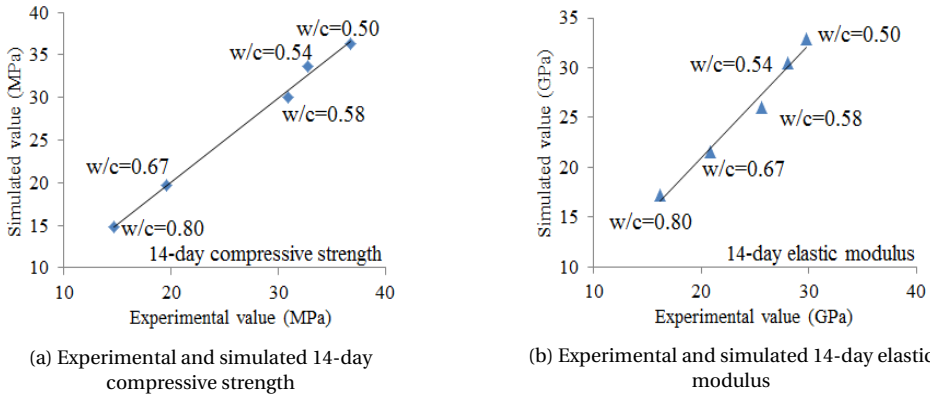 40
35
30
25
20
15
10
Simulated value (MPa)
w/c=0.50
w/c=0.54
w/c=0.58
w/c=0.67
w/c=0.80
14-day compressive strength
10 20 30 40
Experimental value (MPa)
(a) Experimental and simulated 14-day
compressive strength
35
30
25
20
15
10
Simulated value (GPa)
w/c=0.50
w/c=0.54
w/c=0.58
w/c=0.67
w/c=0.80
14-day elastic modulus
10 20 30 40
Experimental value (GPa)
(b) Experimental and simulated 14-day elastic
modulus